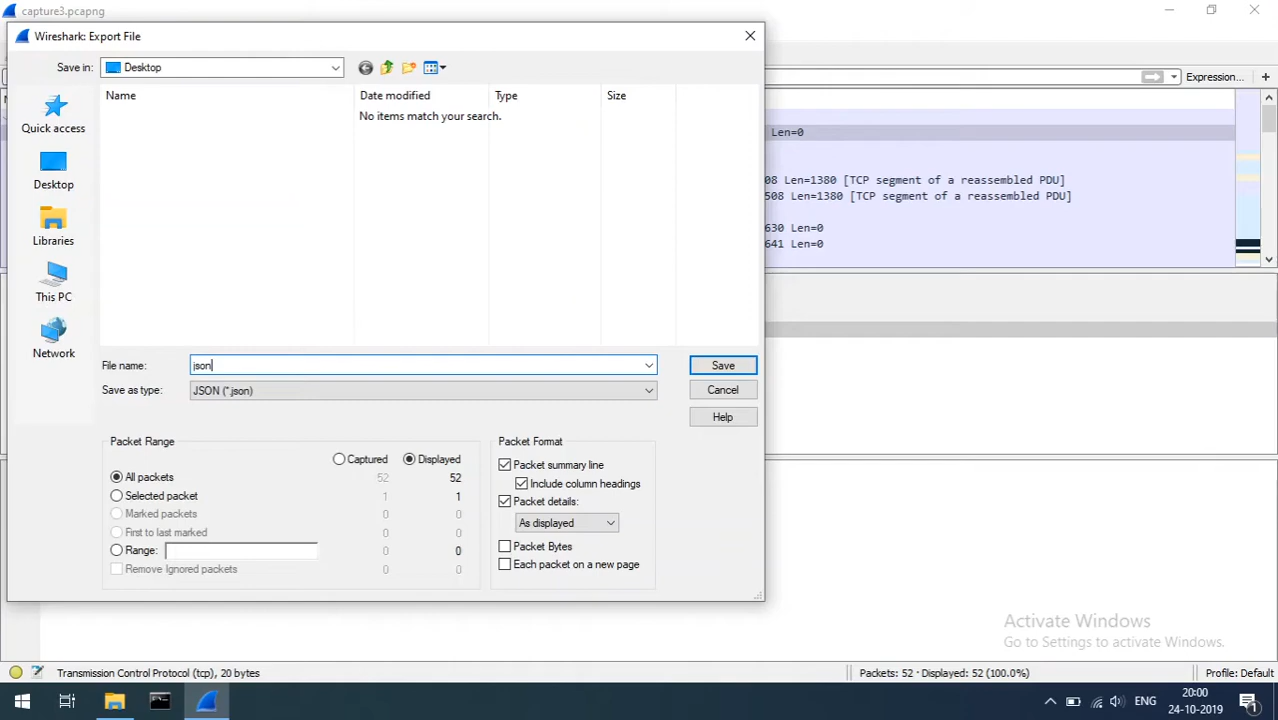 capture3.pcapng
Wireshark: Export File
Save in: Desktop
Expression...
Name Date modified Type Size
No items match your search.
Quick access
Desktop
Libraries
This PC
Network
Len=0
08 Len=1380 [TCP segment of a reassembled PDU]
508 Len=1380 [TCP segment of a reassembled PDU]
630 Len=0
641 Len=0
File name: json Save
Save as type: JSON (*.json) Cancel
Help
Packet Range
Captured Displayed
All packets 52 52
Selected packet 1 1
Marked packets 0 0
First to last marked 0 0
Range: 0 0
Remove Ignored packets 0 0
Packet Format
Packet summary line
Include column headings
Packet details:
As displayed
Packet Bytes
Each packet on a new page
Activate Windows
Go to Settings to activate Windows.
Transmission Control Protocol (tcp), 20 bytes Packets: 52 · Displayed: 52 (100.0%) Profile: Default
ENG
20:00
24-10-2019
1